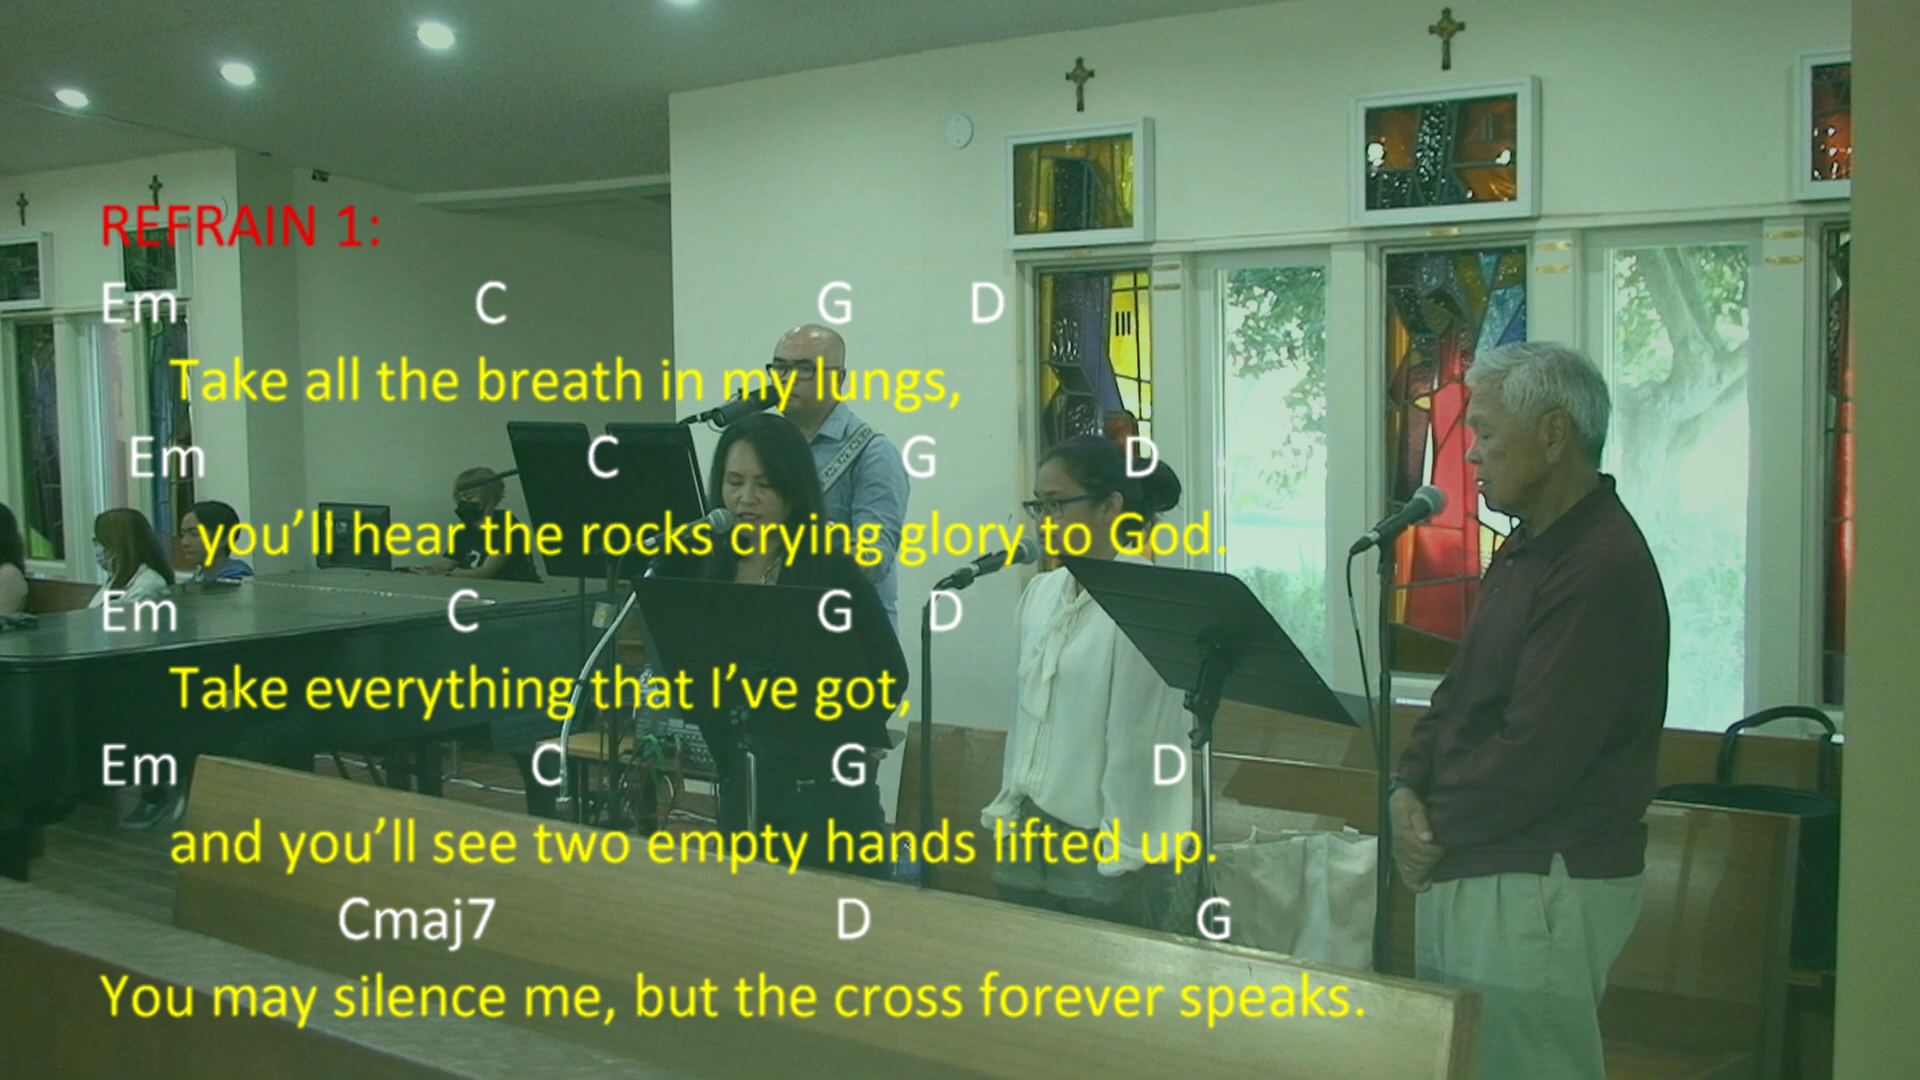 REFRAIN 1:
Em C G D
Take all the breath in my lungs,
Em C G D
you’ll hear the rocks crying glory to God.
Em C G D
Take everything that I’ve got,
Em C G D
and you’ll see two empty hands lifted up.
Cmaj7 D G
You may silence me, but the cross forever speaks.